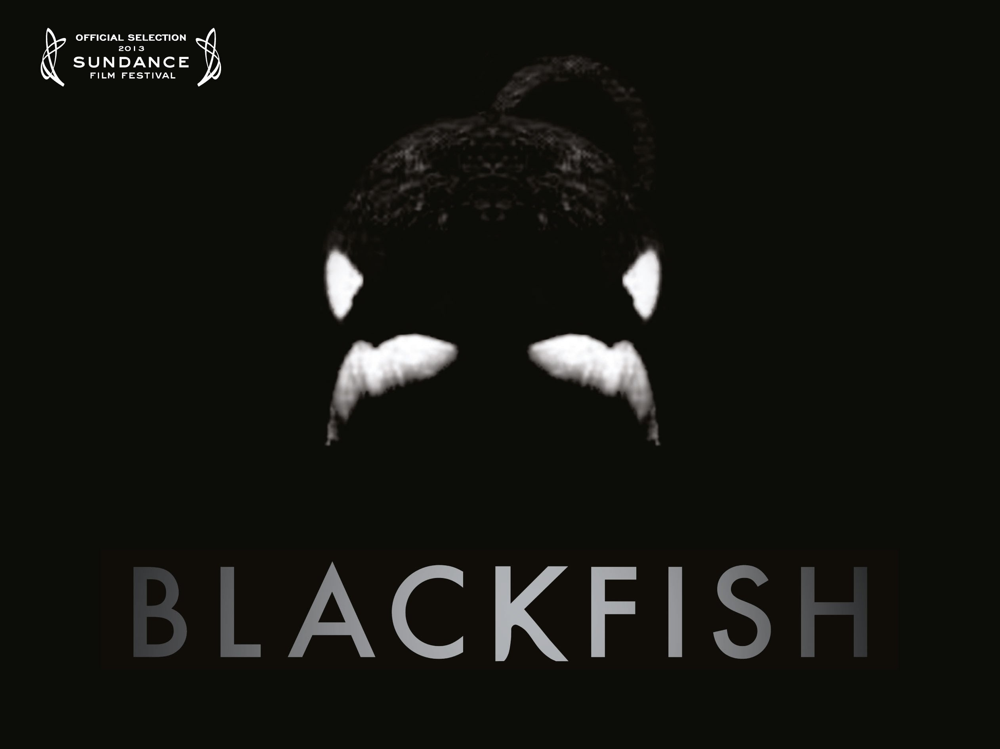 OFFICIAL SELECTION
2013
SUNDANCE
FILM FESTIVAL
BLACKFISH